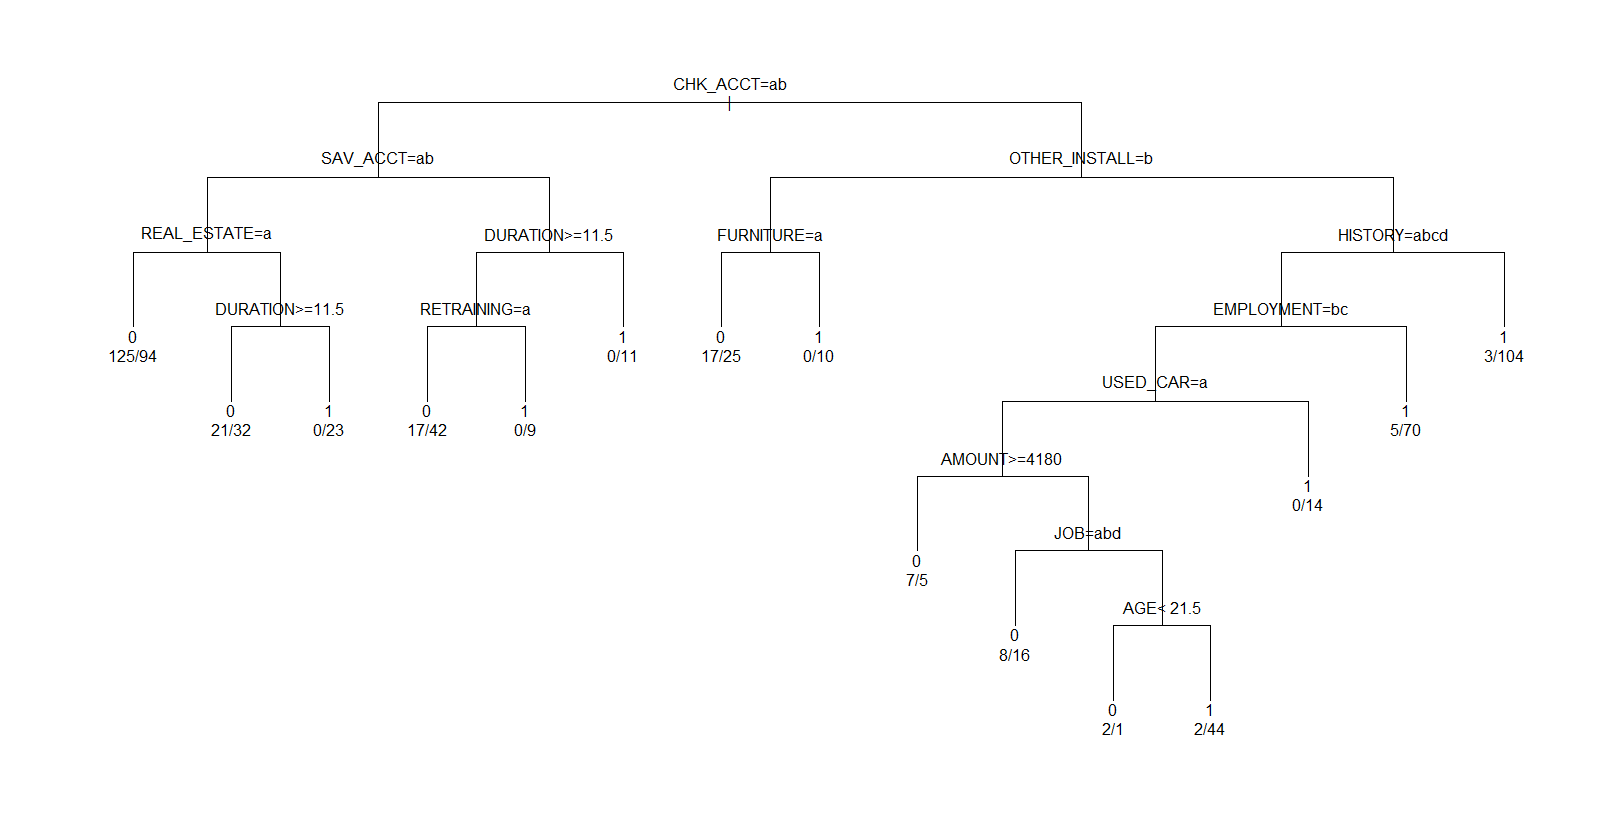 CHK_ACCT=ab
SAV_ACCT=ab
OTHER_INSTALL=b
REAL_ESTATE=a
DURATION>=11.5
FURNITURE=a
HISTORY=abcd
DURATION>=11.5
RETRAINING=a
EMPLOYMENT=bc
0
125/94
1
0/11
0
17/25
1
0/10
1
3/104
USED_CAR=a
0
21/32
1
0/23
0
17/42
1
0/9
1
5/70
AMOUNT>=4180
1
0/14
JOB=abd
0
7/5
AGE< 21.5
0
8/16
0
2/1
1
2/44